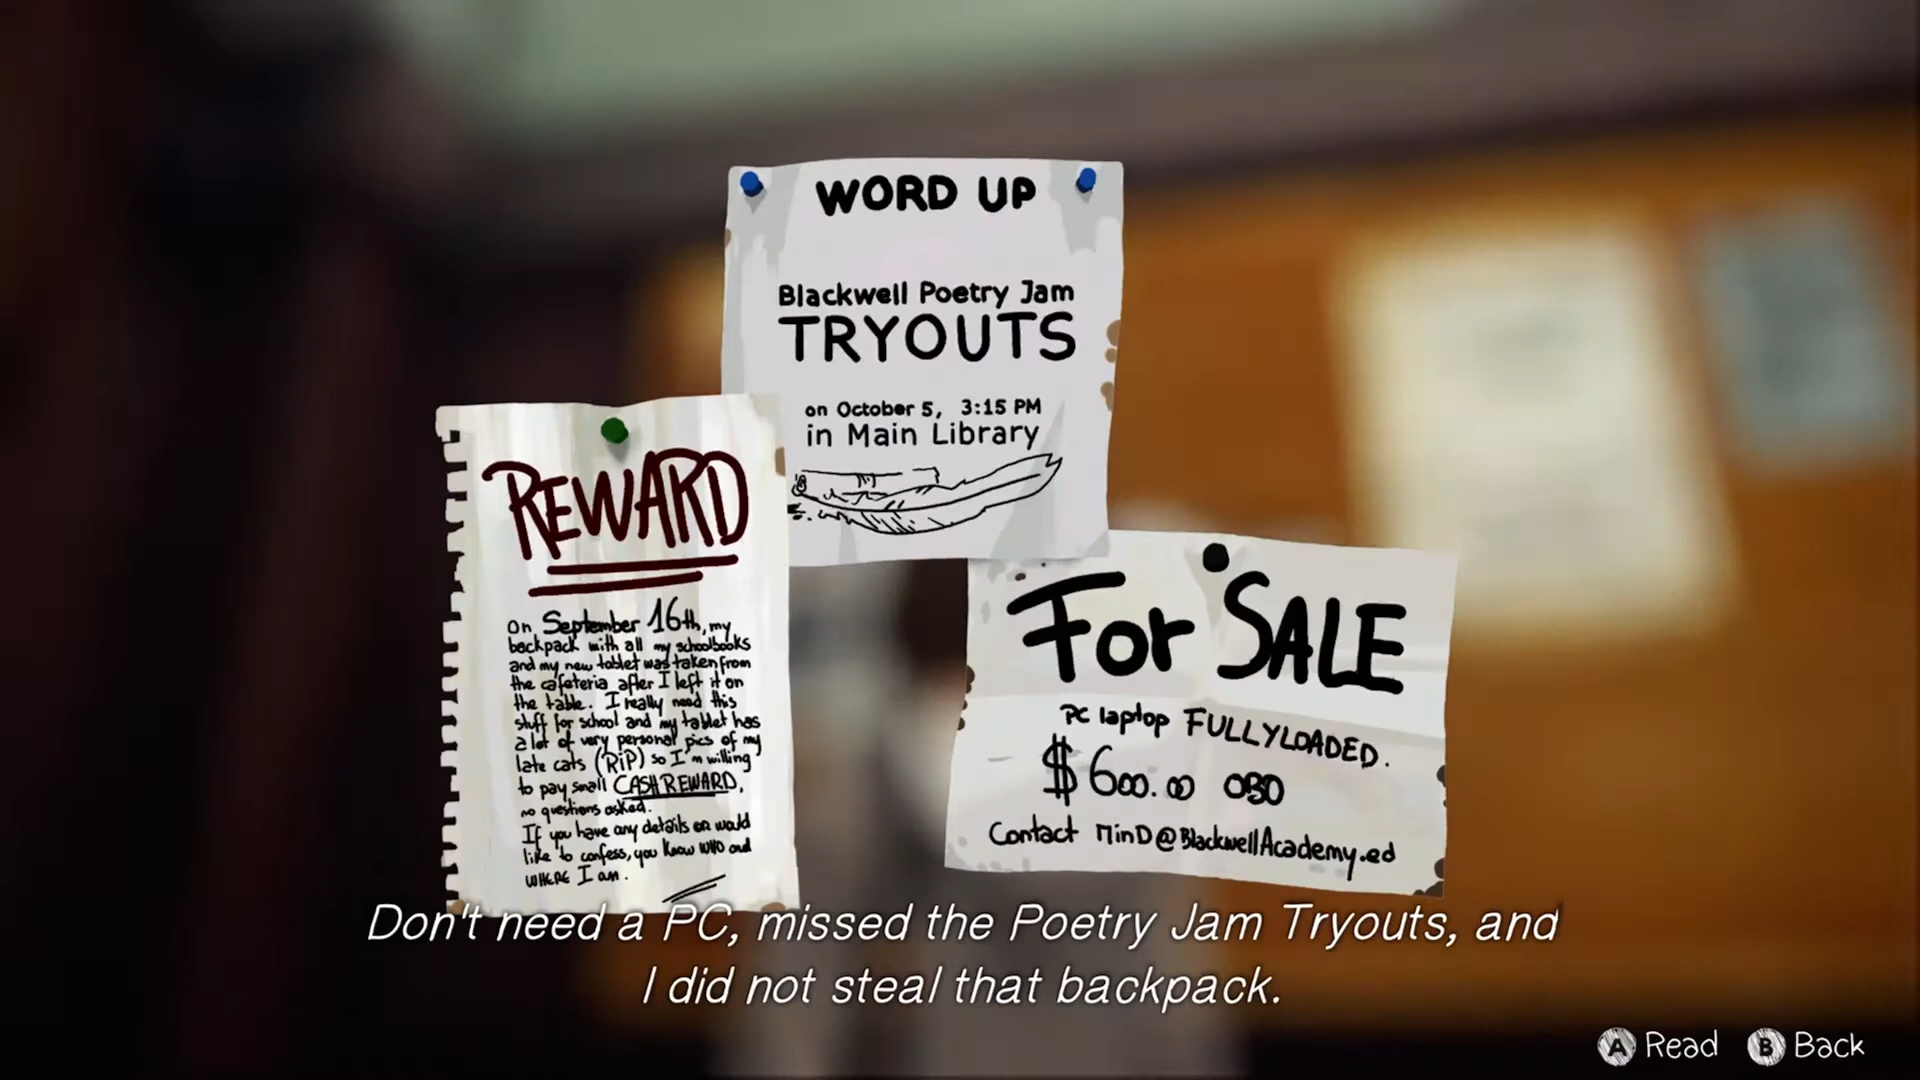 WORD UP
Blackwell Poetry Jam
TRYOUTS
on October 5, 3:15 PM
in Main Library
REWARD
On September 16th, my
backpack with all my schoolbooks
and my new tablet was taken from
the cafeteria after I left it on
the table. I really need this
stuff for school and my tablet has
a lot of very personal pics of my
late cats (RiP) so I'm willing
to pay small CASH REWARD,
no questions asked.
If you have any details or would
like to confess, you know WHO and
WHERE I am.
For SALE
PC laptop FULLYLOADED.
$600.00 OBO
Contact MinD@BlackwellAcademy.ed
Don't need a PC, missed the Poetry Jam Tryouts, and
I did not steal that backpack.
A Read B Back